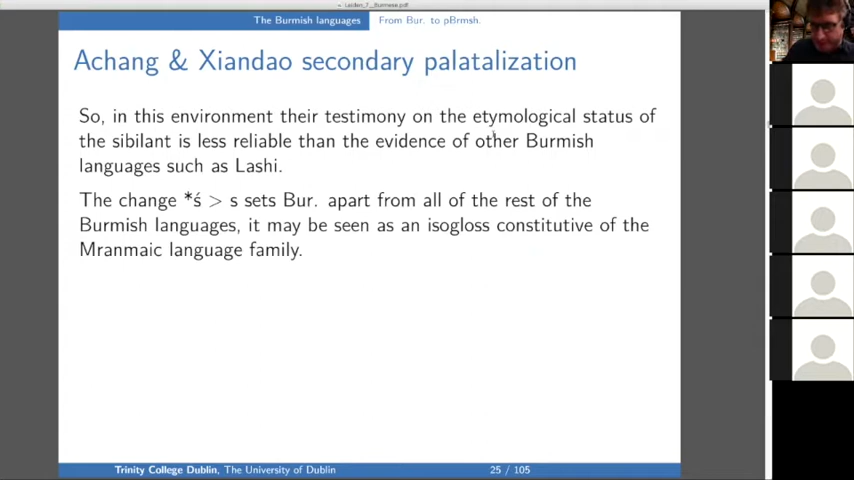 Leiden_7__Burmese.pdf
The Burmish languages From Bur. to pBrmsh.
Achang & Xiandao secondary palatalization
So, in this environment their testimony on the etymological status of
the sibilant is less reliable than the evidence of other Burmish
languages such as Lashi.
The change *ś > s sets Bur. apart from all of the rest of the
Burmish languages, it may be seen as an isogloss constitutive of the
Mranmaic language family.
Trinity College Dublin, The University of Dublin 25 / 105